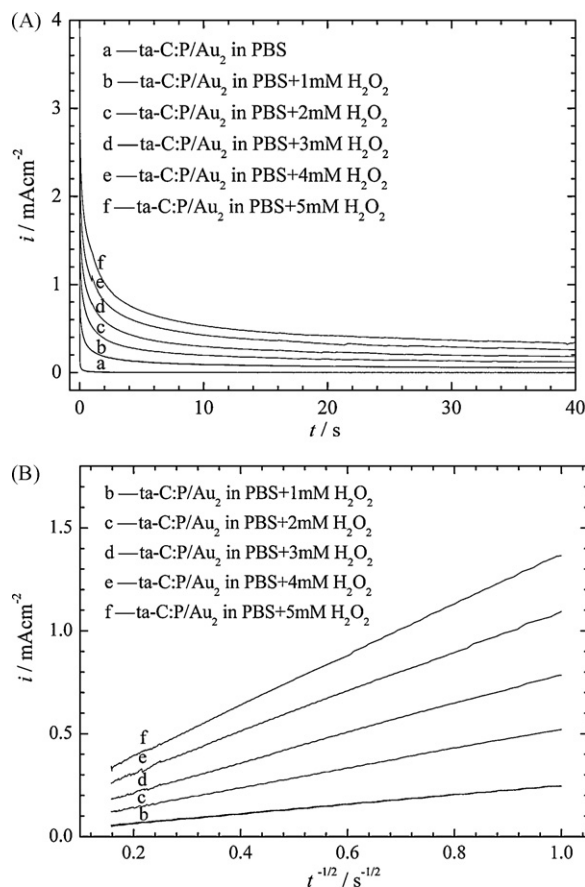 (A)
4
3
2
1
0
i / mAcm⁻²
a — ta-C:P/Au₂ in PBS
b — ta-C:P/Au₂ in PBS+1mM H₂O₂
c — ta-C:P/Au₂ in PBS+2mM H₂O₂
d — ta-C:P/Au₂ in PBS+3mM H₂O₂
e — ta-C:P/Au₂ in PBS+4mM H₂O₂
f — ta-C:P/Au₂ in PBS+5mM H₂O₂
f
e
d
c
b
a
0 10 20 30 40
t / s
(B)
1.5
1.0
0.5
0.0
i / mAcm⁻²
b — ta-C:P/Au₂ in PBS+1mM H₂O₂
c — ta-C:P/Au₂ in PBS+2mM H₂O₂
d — ta-C:P/Au₂ in PBS+3mM H₂O₂
e — ta-C:P/Au₂ in PBS+4mM H₂O₂
f — ta-C:P/Au₂ in PBS+5mM H₂O₂
f
e
d
c
b
0.2 0.4 0.6 0.8 1.0
t ⁻¹/² / s⁻¹/²